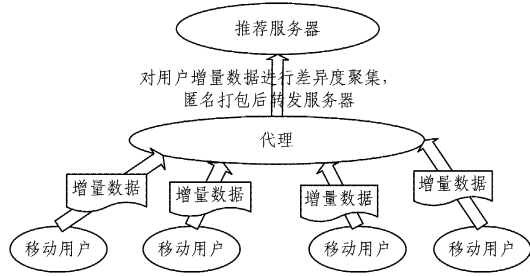 推荐服务器
对用户增量数据进行差异度聚集，
匿名打包后转发服务器
代理
增量数据
增量数据
增量数据
增量数据
移动用户
移动用户
移动用户
移动用户